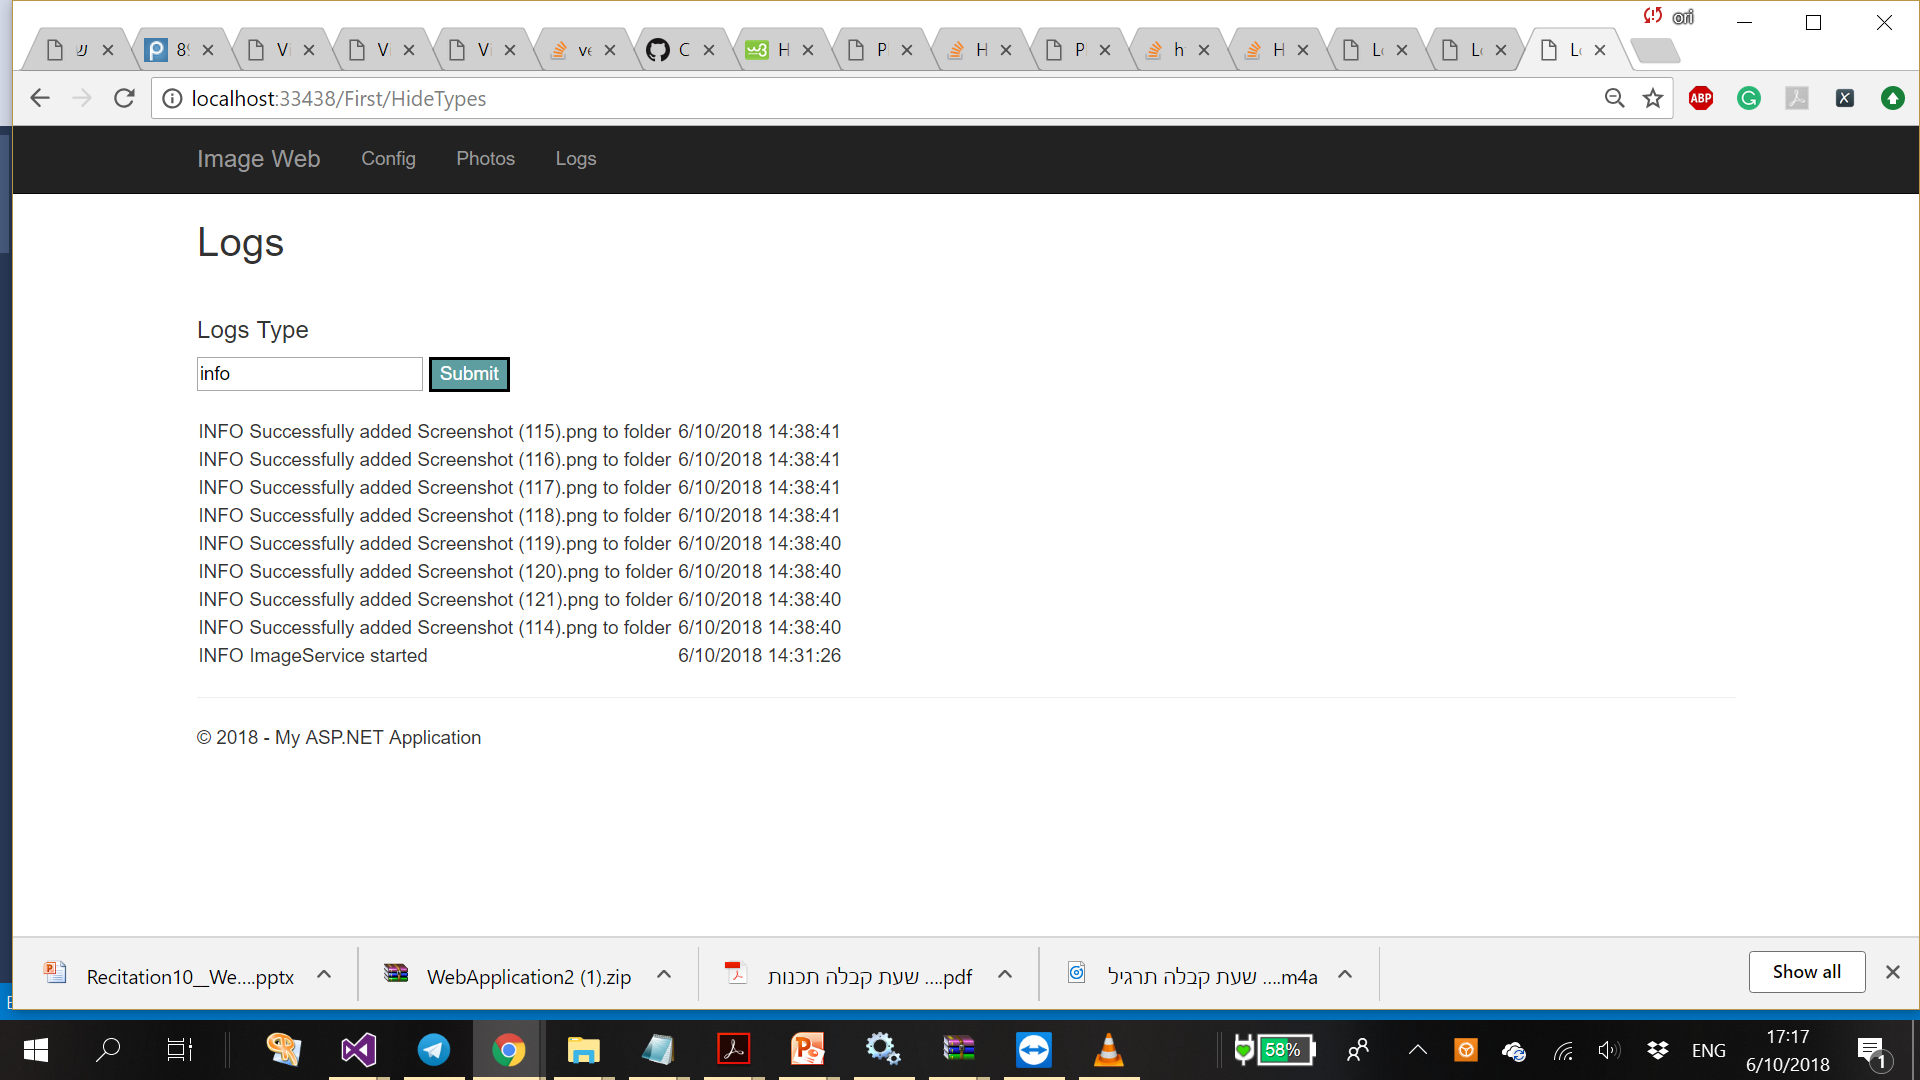 ori
localhost:33438/First/HideTypes
ABP
Image Web Config Photos Logs
Logs
Logs Type
info Submit
INFO Successfully added Screenshot (115).png to folder 6/10/2018 14:38:41
INFO Successfully added Screenshot (116).png to folder 6/10/2018 14:38:41
INFO Successfully added Screenshot (117).png to folder 6/10/2018 14:38:41
INFO Successfully added Screenshot (118).png to folder 6/10/2018 14:38:41
INFO Successfully added Screenshot (119).png to folder 6/10/2018 14:38:40
INFO Successfully added Screenshot (120).png to folder 6/10/2018 14:38:40
INFO Successfully added Screenshot (121).png to folder 6/10/2018 14:38:40
INFO Successfully added Screenshot (114).png to folder 6/10/2018 14:38:40
INFO ImageService started 6/10/2018 14:31:26
© 2018 - My ASP.NET Application
Recitation10__We....pptx
WebApplication2 (1).zip
שעת קבלה תכנות ....pdf
שעת קבלה תרגיל ....m4a
Show all
58%
ENG
17:17
6/10/2018
1